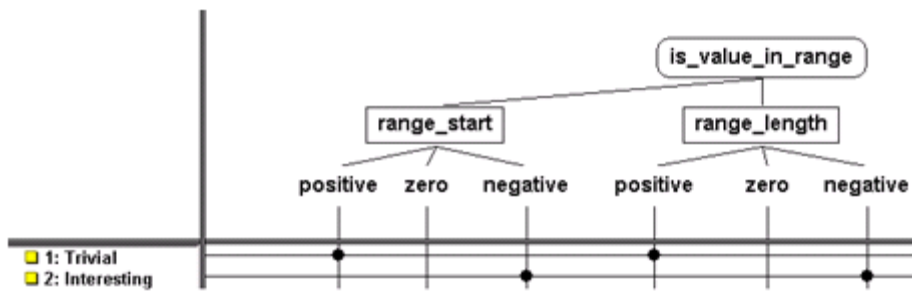 is_value_in_range
range_start range_length
positive zero negative positive zero negative
1: Trivial
2: Interesting